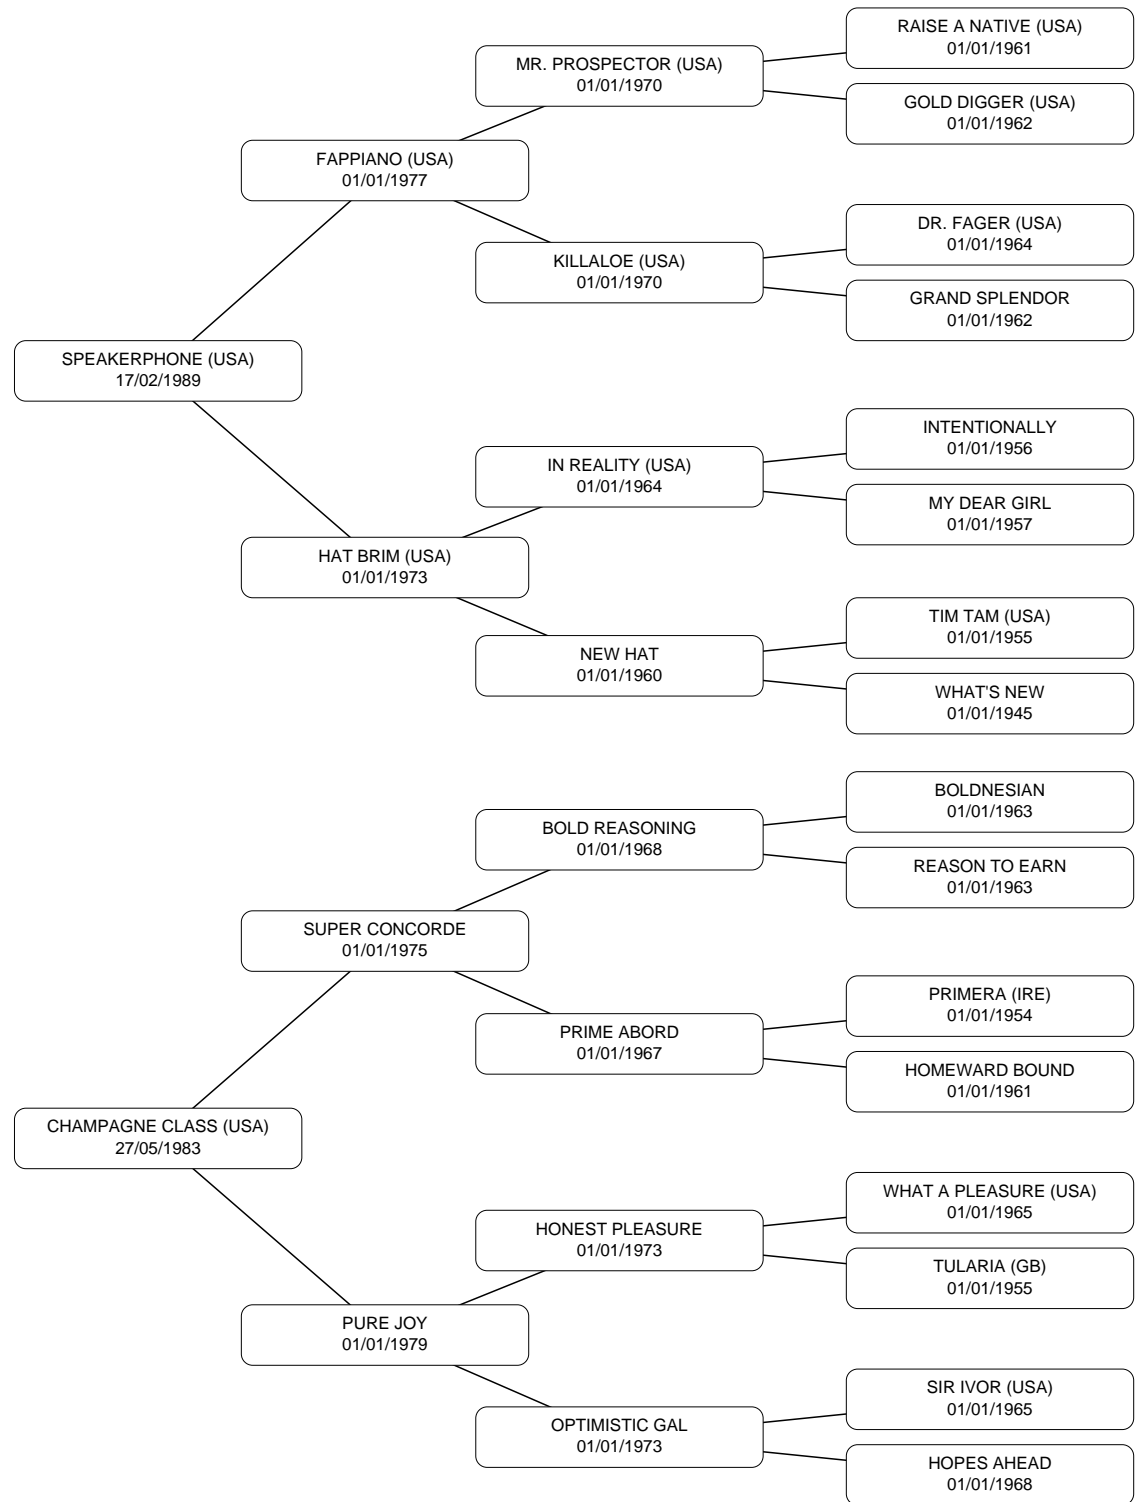 RAISE A NATIVE (USA)
01/01/1961
MR. PROSPECTOR (USA)
01/01/1970
GOLD DIGGER (USA)
01/01/1962
FAPPIANO (USA)
01/01/1977
DR. FAGER (USA)
01/01/1964
KILLALOE (USA)
01/01/1970
GRAND SPLENDOR
01/01/1962
SPEAKERPHONE (USA)
17/02/1989
INTENTIONALLY
01/01/1956
IN REALITY (USA)
01/01/1964
MY DEAR GIRL
01/01/1957
HAT BRIM (USA)
01/01/1973
TIM TAM (USA)
01/01/1955
NEW HAT
01/01/1960
WHAT'S NEW
01/01/1945
BOLDNESIAN
01/01/1963
BOLD REASONING
01/01/1968
REASON TO EARN
01/01/1963
SUPER CONCORDE
01/01/1975
PRIMERA (IRE)
01/01/1954
PRIME ABORD
01/01/1967
HOMEWARD BOUND
01/01/1961
CHAMPAGNE CLASS (USA)
27/05/1983
WHAT A PLEASURE (USA)
01/01/1965
HONEST PLEASURE
01/01/1973
TULARIA (GB)
01/01/1955
PURE JOY
01/01/1979
SIR IVOR (USA)
01/01/1965
OPTIMISTIC GAL
01/01/1973
HOPES AHEAD
01/01/1968